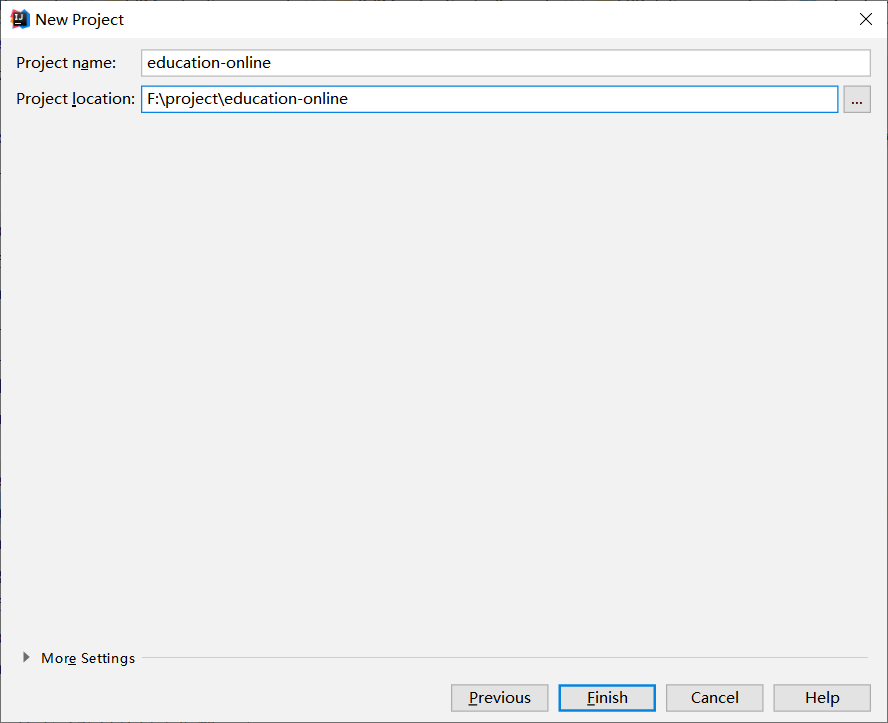 New Project
Project name: education-online
Project location: F:\project\education-online ...
More Settings
Previous Finish Cancel Help